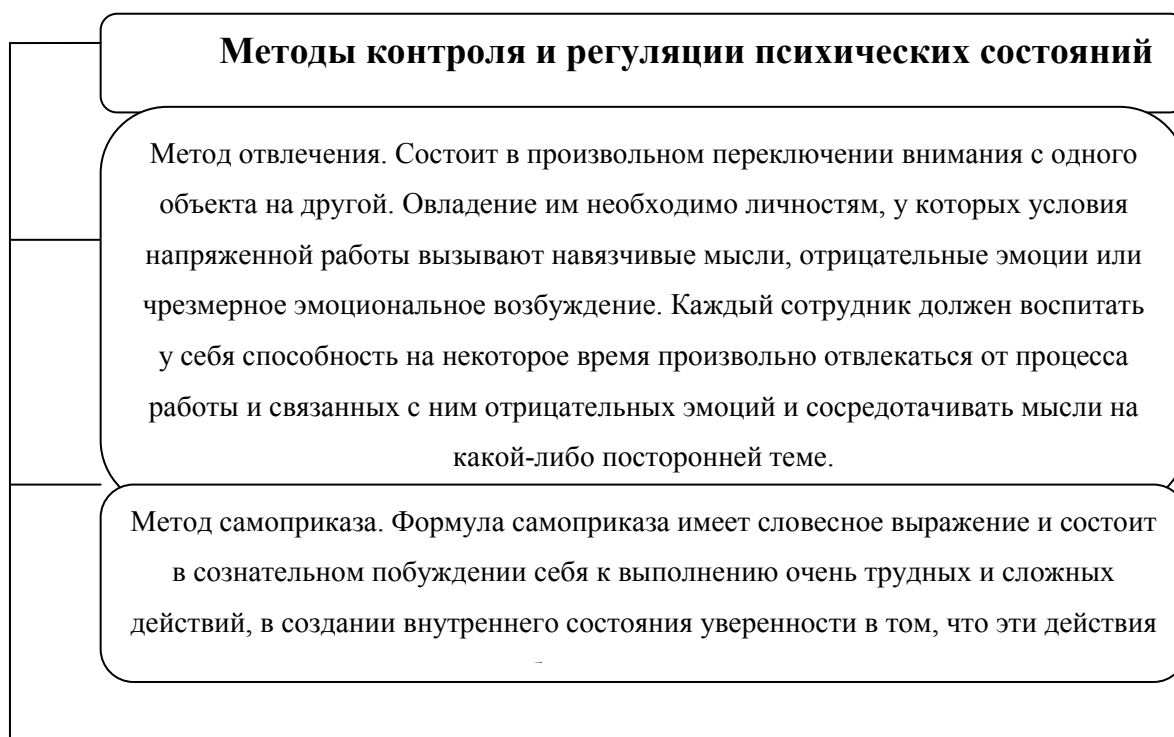 Методы контроля и регуляции психических состояний
Метод отвлечения. Состоит в произвольном переключении внимания с одного
объекта на другой. Овладение им необходимо личностям, у которых условия
напряженной работы вызывают навязчивые мысли, отрицательные эмоции или
чрезмерное эмоциональное возбуждение. Каждый сотрудник должен воспитать
у себя способность на некоторое время произвольно отвлекаться от процесса
работы и связанных с ним отрицательных эмоций и сосредотачивать мысли на
какой-либо посторонней теме.
Метод самоприказа. Формула самоприказа имеет словесное выражение и состоит
в сознательном побуждении себя к выполнению очень трудных и сложных
действий, в создании внутреннего состояния уверенности в том, что эти действия